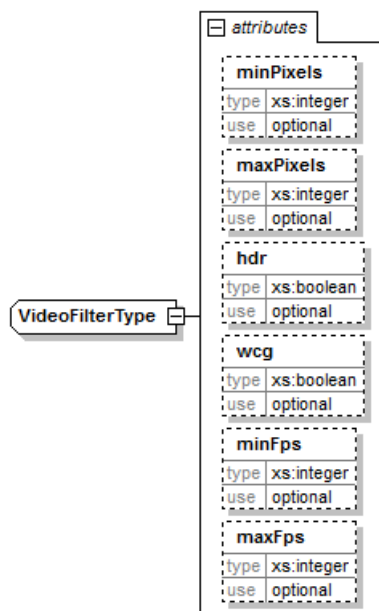 attributes
minPixels
type xs:integer
use optional
maxPixels
type xs:integer
use optional
hdr
type xs:boolean
use optional
VideoFilterType
wcg
type xs:boolean
use optional
minFps
type xs:integer
use optional
maxFps
type xs:integer
use optional